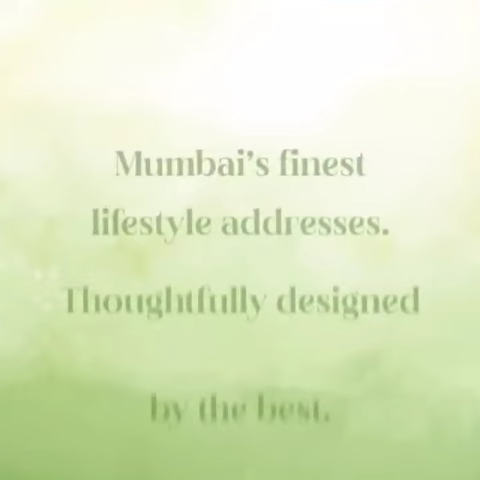 Mumbai's finest
lifestyle addresses.
Thoughtfully designed
by the best.